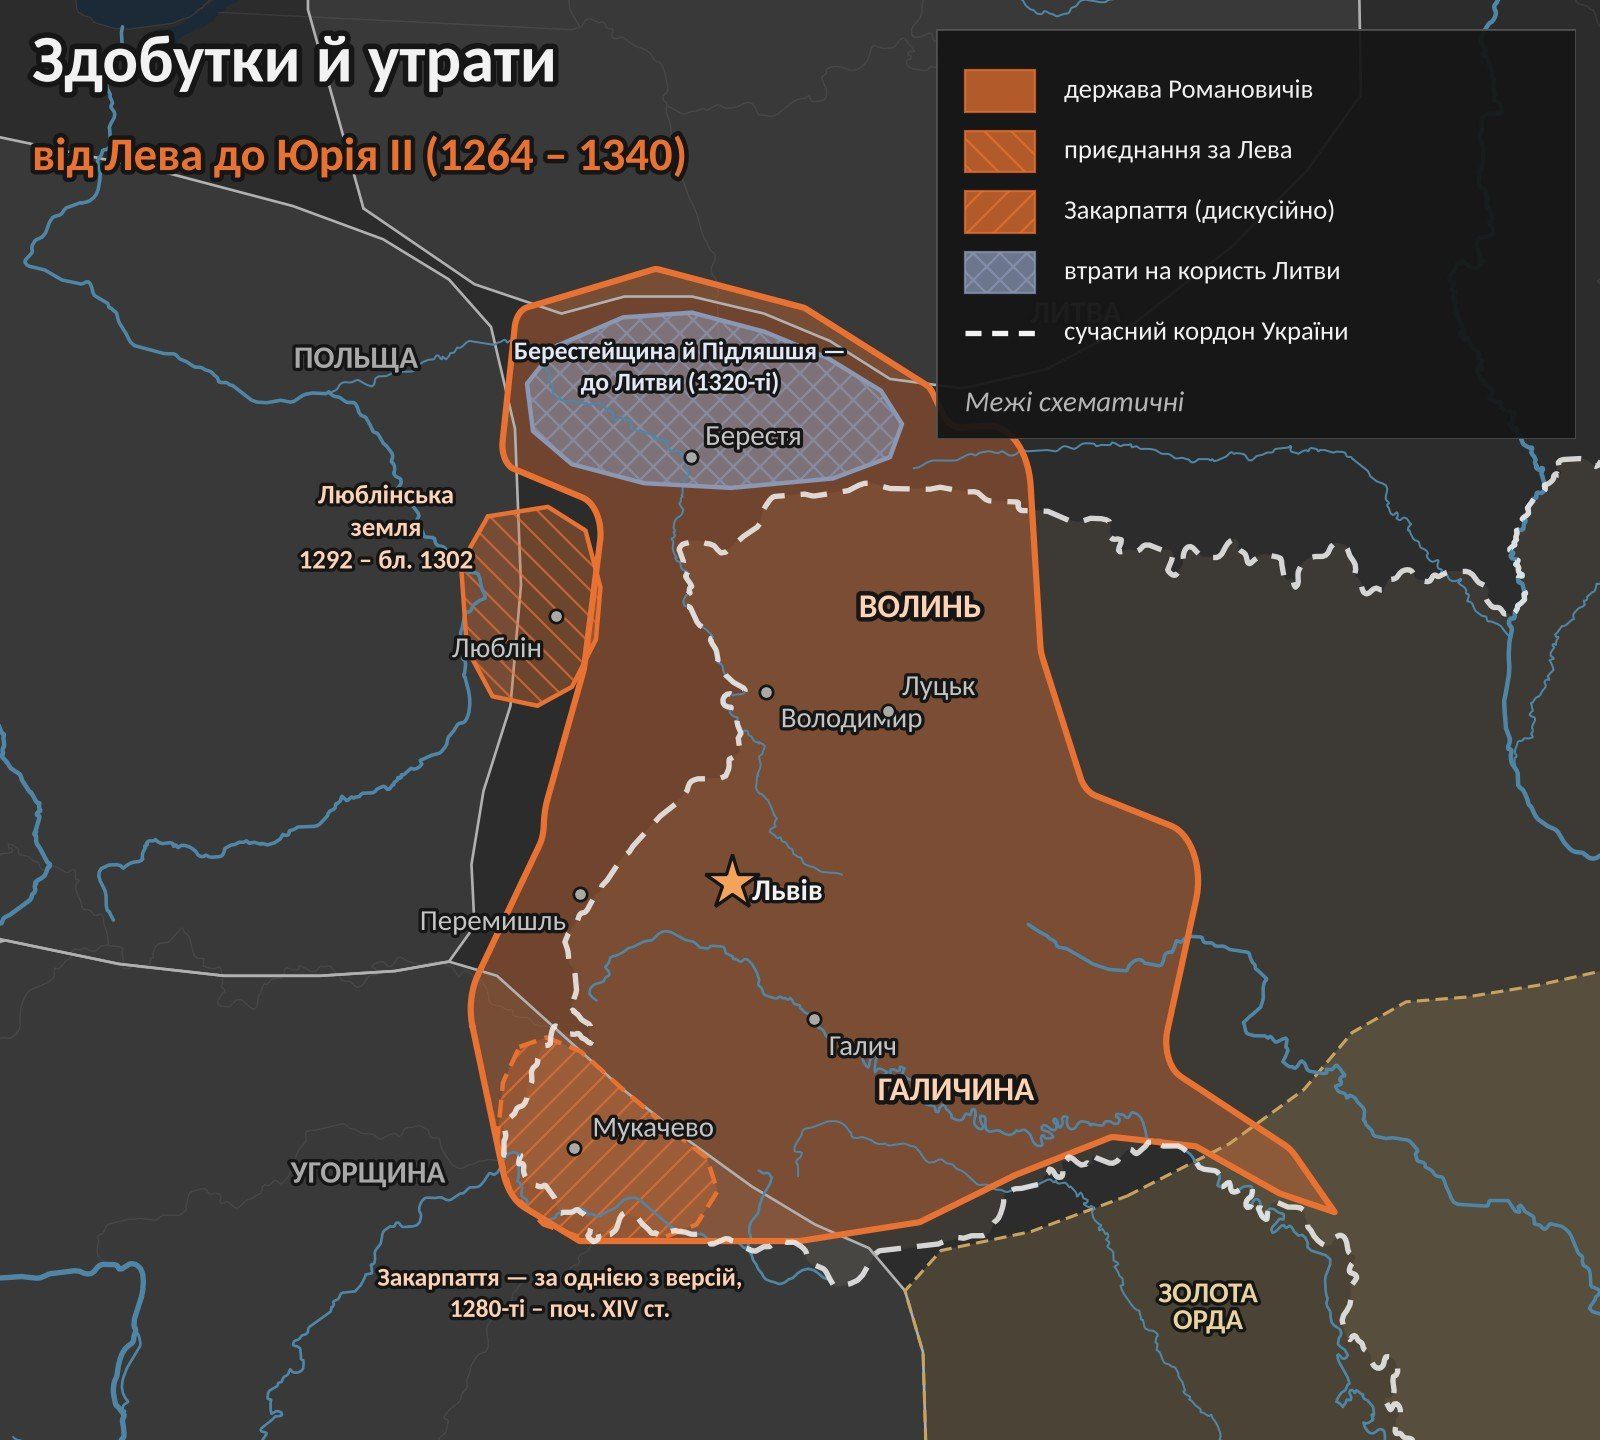 Здобутки й утрати
від Лева до Юрія II (1264 – 1340)
держава Романовичів
приєднання за Лева
Закарпаття (дискусійно)
втрати на користь Литви
сучасний кордон України
Межі схематичні
ЛИТВА
ПОЛЬЩА
Берестейщина й Підляшшя —
до Литви (1320-ті)
Берестя
Люблінська
земля
1292 – бл. 1302
Люблін
ВОЛИНЬ
Луцьк
Володимир
Львів
Перемишль
Галич
ГАЛИЧИНА
Мукачево
УГОРЩИНА
Закарпаття — за однією з версій,
1280-ті – поч. XIV ст.
ЗОЛОТА
ОРДА